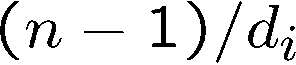 (n − 1)/d_i